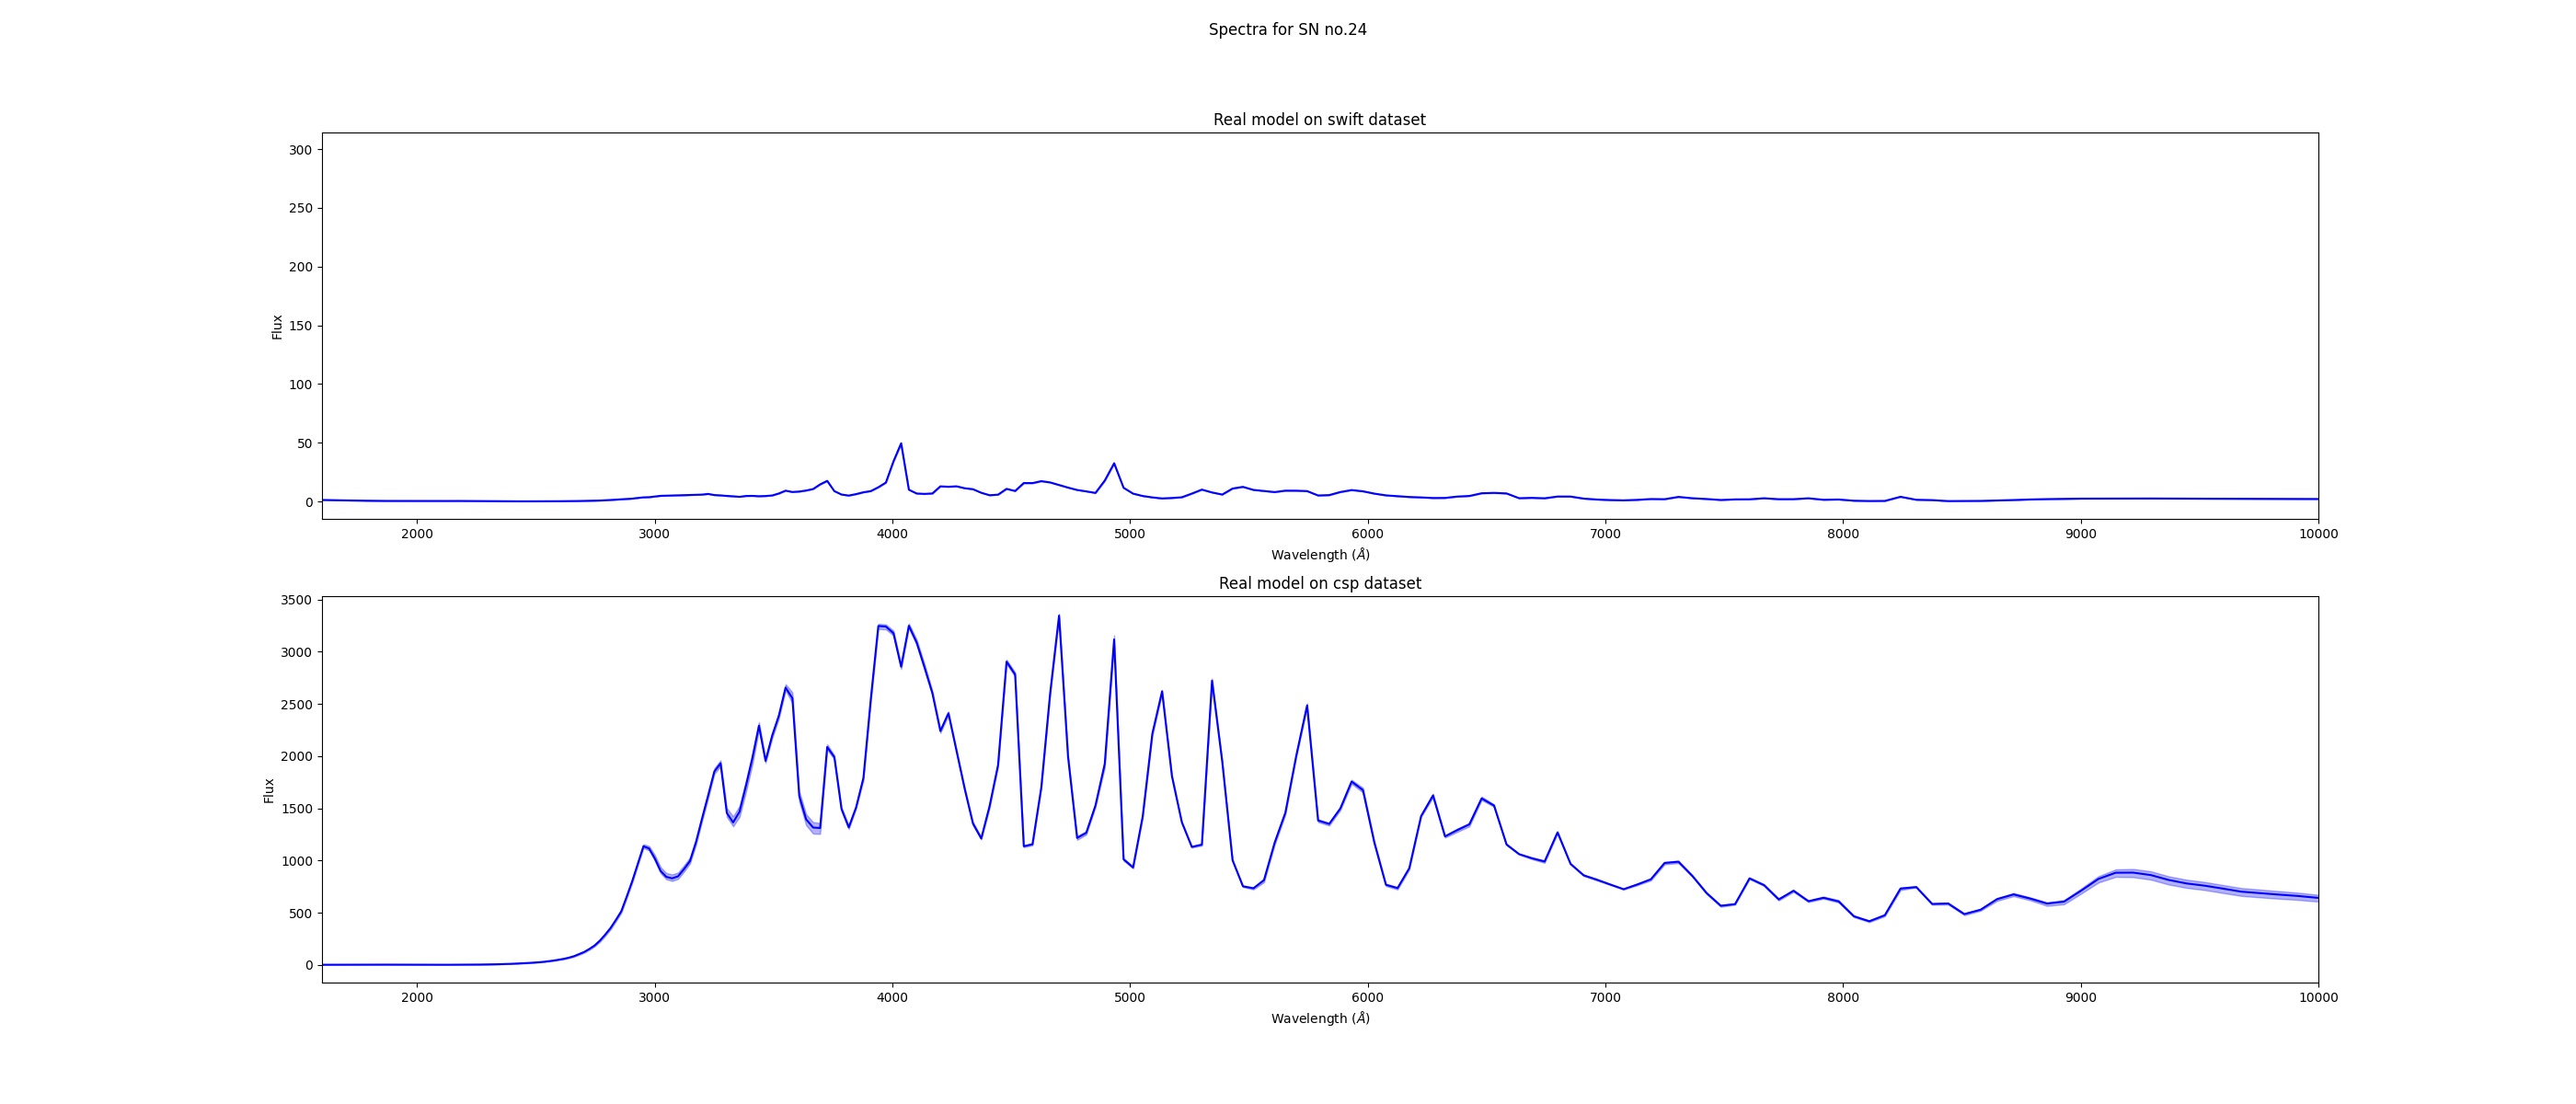 Spectra for SN no.24
Real model on swift dataset
300
250
200
150
100
50
0
Flux
2000 3000 4000 5000 6000 7000 8000 9000 10000
Wavelength (Å)
Real model on csp dataset
3500
3000
2500
2000
1500
1000
500
0
Flux
2000 3000 4000 5000 6000 7000 8000 9000 10000
Wavelength (Å)